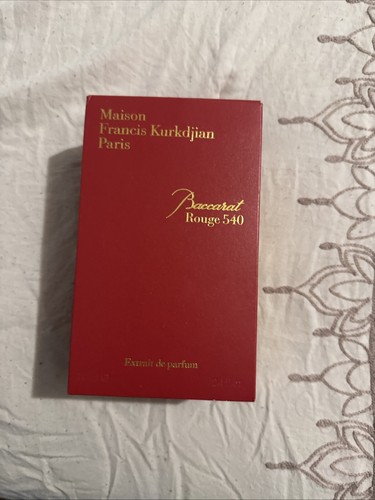 Maison
Francis Kurkdjian
Paris
Baccarat
Rouge 540
Extrait de parfum